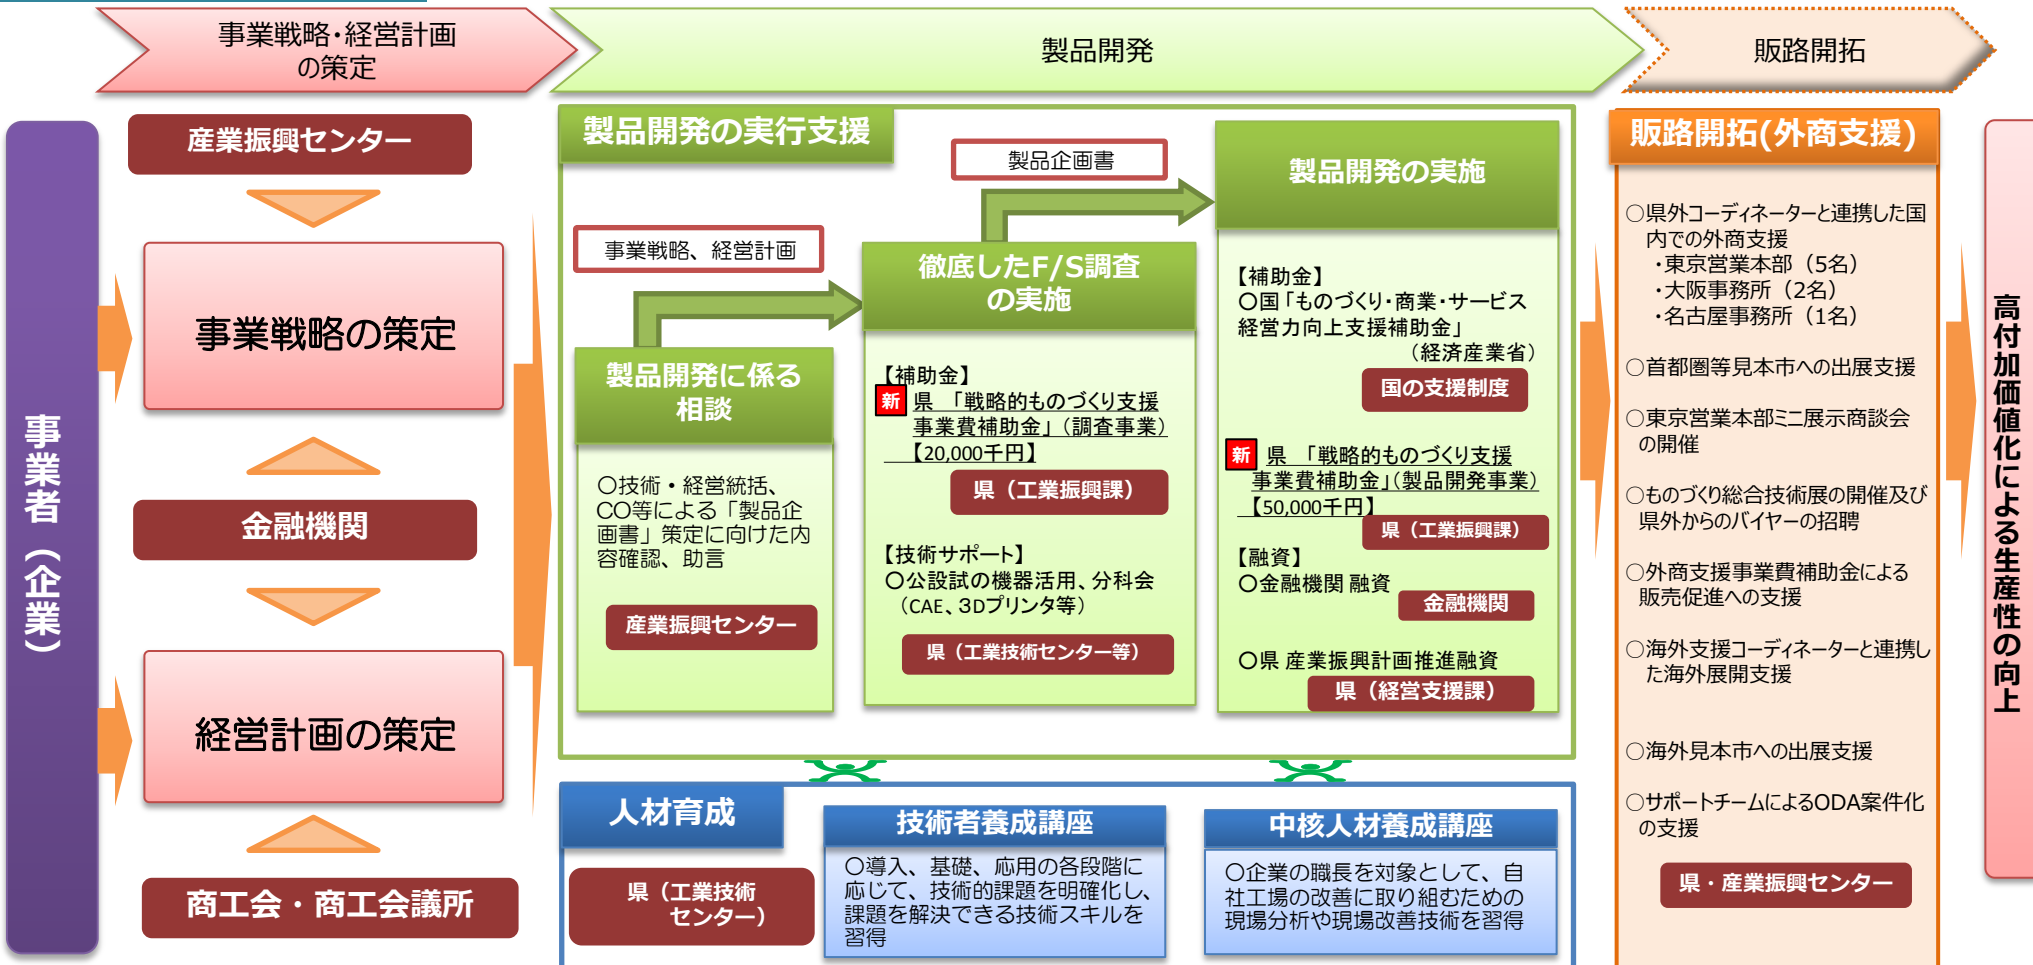 事業戦略・経営計画
の策定
製品開発
販路開拓
事業者（企業）
産業振興センター
事業戦略の策定
金融機関
経営計画の策定
商工会・商工会議所
製品開発の実行支援
事業戦略、経営計画
製品企画書
製品開発に係る
相談
〇技術・経営統括、
CO等による「製品企
画書」策定に向けた内
容確認、助言
産業振興センター
徹底したF/S調査
の実施
【補助金】
新 県 「戦略的ものづくり支援
事業費補助金」（調査事業）
【20,000千円】
県（工業振興課）
【技術サポート】
〇公設試の機器活用、分科会
（CAE、３Dプリンタ等）
県（工業技術センター等）
製品開発の実施
【補助金】
〇国「ものづくり・商業・サービス
経営力向上支援補助金」
（経済産業省）
国の支援制度
新 県 「戦略的ものづくり支援
事業費補助金」（製品開発事業）
【50,000千円】
県（工業振興課）
【融資】
〇金融機関 融資
金融機関
〇県 産業振興計画推進融資
県（経営支援課）
人材育成
県（工業技術
センター）
技術者養成講座
〇導入、基礎、応用の各段階に
応じて、技術的課題を明確化し、
課題を解決できる技術スキルを
習得
中核人材養成講座
〇企業の職長を対象として、自
社工場の改善に取り組むための
現場分析や現場改善技術を習得
販路開拓(外商支援)
○県外コーディネーターと連携した国
内での外商支援
・東京営業本部（5名）
・大阪事務所（2名）
・名古屋事務所（1名）
○首都圏等見本市への出展支援
○東京営業本部ミニ展示商談会
の開催
○ものづくり総合技術展の開催及び
県外からのバイヤーの招聘
○外商支援事業費補助金による
販売促進への支援
○海外支援コーディネーターと連携し
た海外展開支援
○海外見本市への出展支援
○サポートチームによるODA案件化
の支援
県・産業振興センター
高付加価値化による生産性の向上